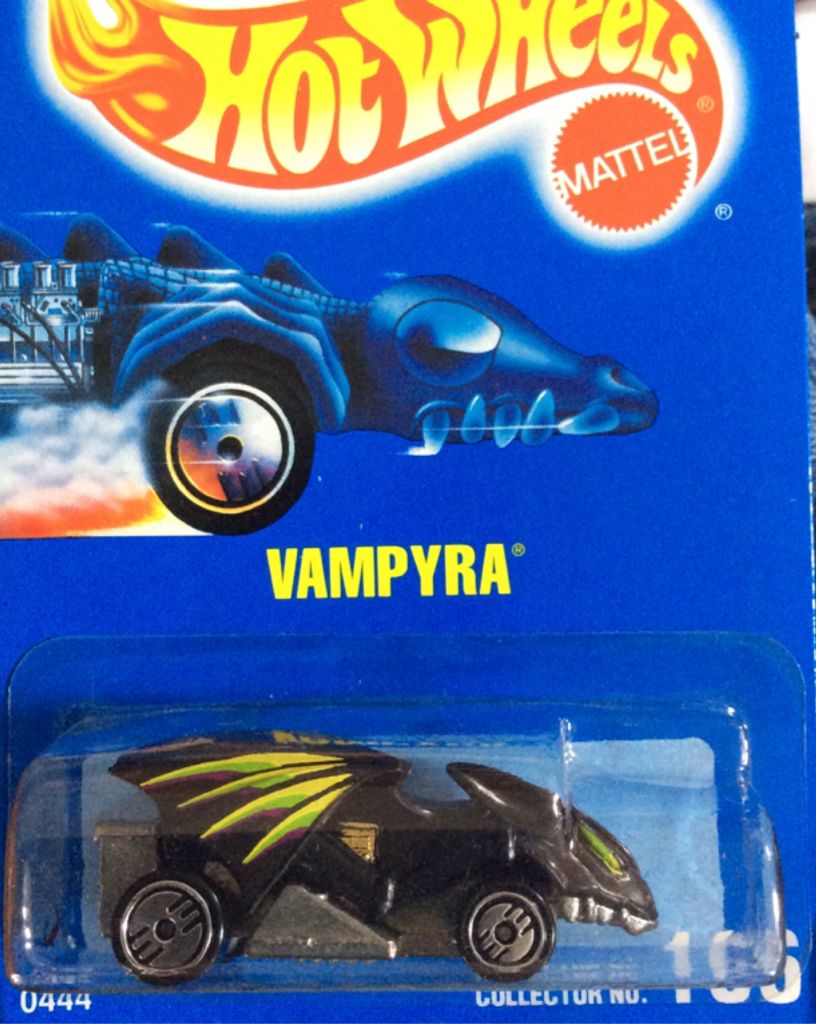 Hot Wheels®
MATTEL
®
VAMPYRA®
0444
COLLECTOR NO.